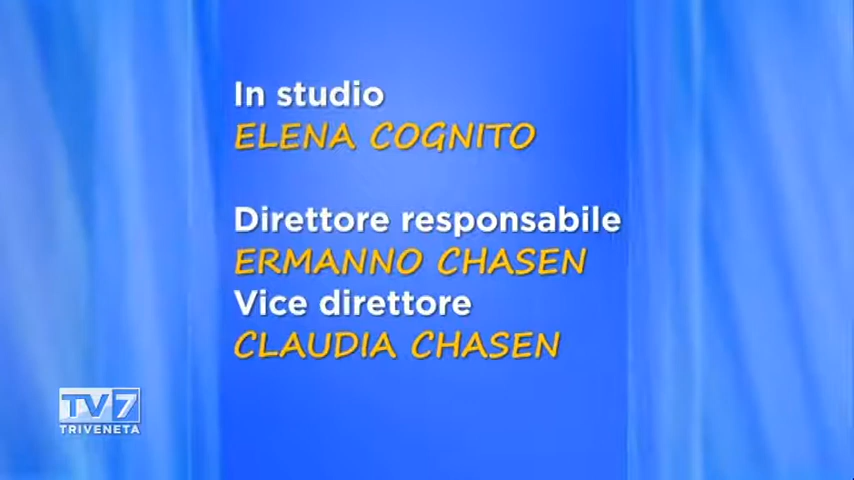 In studio
ELENA COGNITO
Direttore responsabile
ERMANNO CHASEN
Vice direttore
CLAUDIA CHASEN
TV7
TRIVENETA